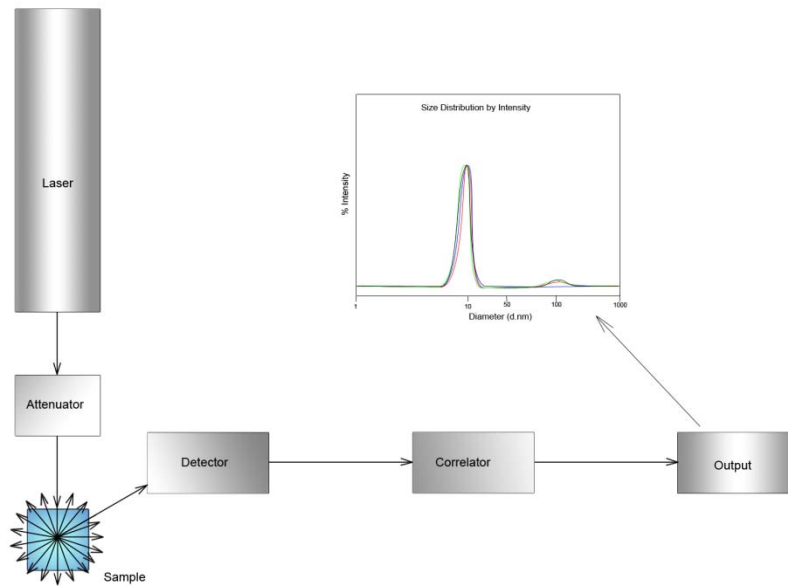 Laser
Size Distribution by Intensity
% Intensity
1
10
50
100
1000
Diameter (d.nm)
Attenuator
Detector
Correlator
Output
Sample